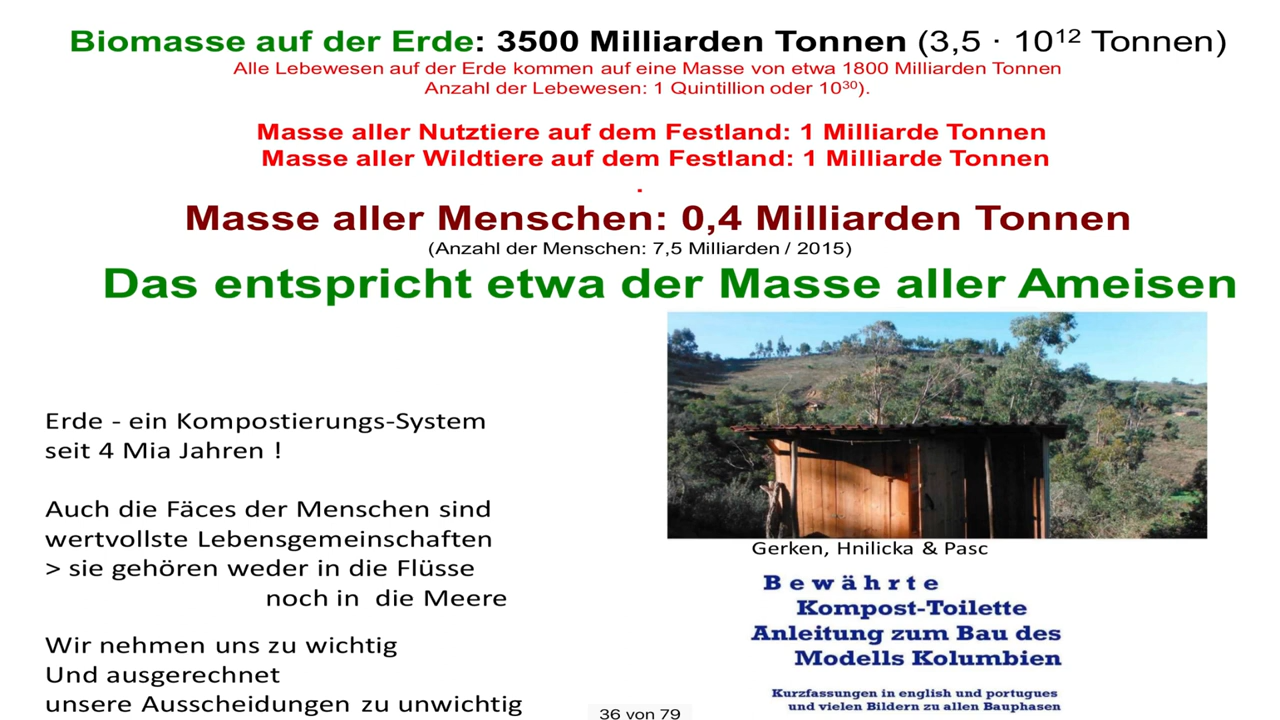 Biomasse auf der Erde: 3500 Milliarden Tonnen (3,5 · 10¹² Tonnen)
Alle Lebewesen auf der Erde kommen auf eine Masse von etwa 1800 Milliarden Tonnen
Anzahl der Lebewesen: 1 Quintillion oder 10³⁰).
Masse aller Nutztiere auf dem Festland: 1 Milliarde Tonnen
Masse aller Wildtiere auf dem Festland: 1 Milliarde Tonnen
.
Masse aller Menschen: 0,4 Milliarden Tonnen
(Anzahl der Menschen: 7,5 Milliarden / 2015)
Das entspricht etwa der Masse aller Ameisen
Erde - ein Kompostierungs-System
seit 4 Mia Jahren !
Auch die Fäces der Menschen sind
wertvollste Lebensgemeinschaften
> sie gehören weder in die Flüsse
noch in die Meere
Wir nehmen uns zu wichtig
Und ausgerechnet
unsere Ausscheidungen zu unwichtig
Gerken, Hnilicka & Pasc
Bewährte
Kompost-Toilette
Anleitung zum Bau des
Modells Kolumbien
Kurzfassungen in english und portugues
und vielen Bildern zu allen Bauphasen
36 von 79